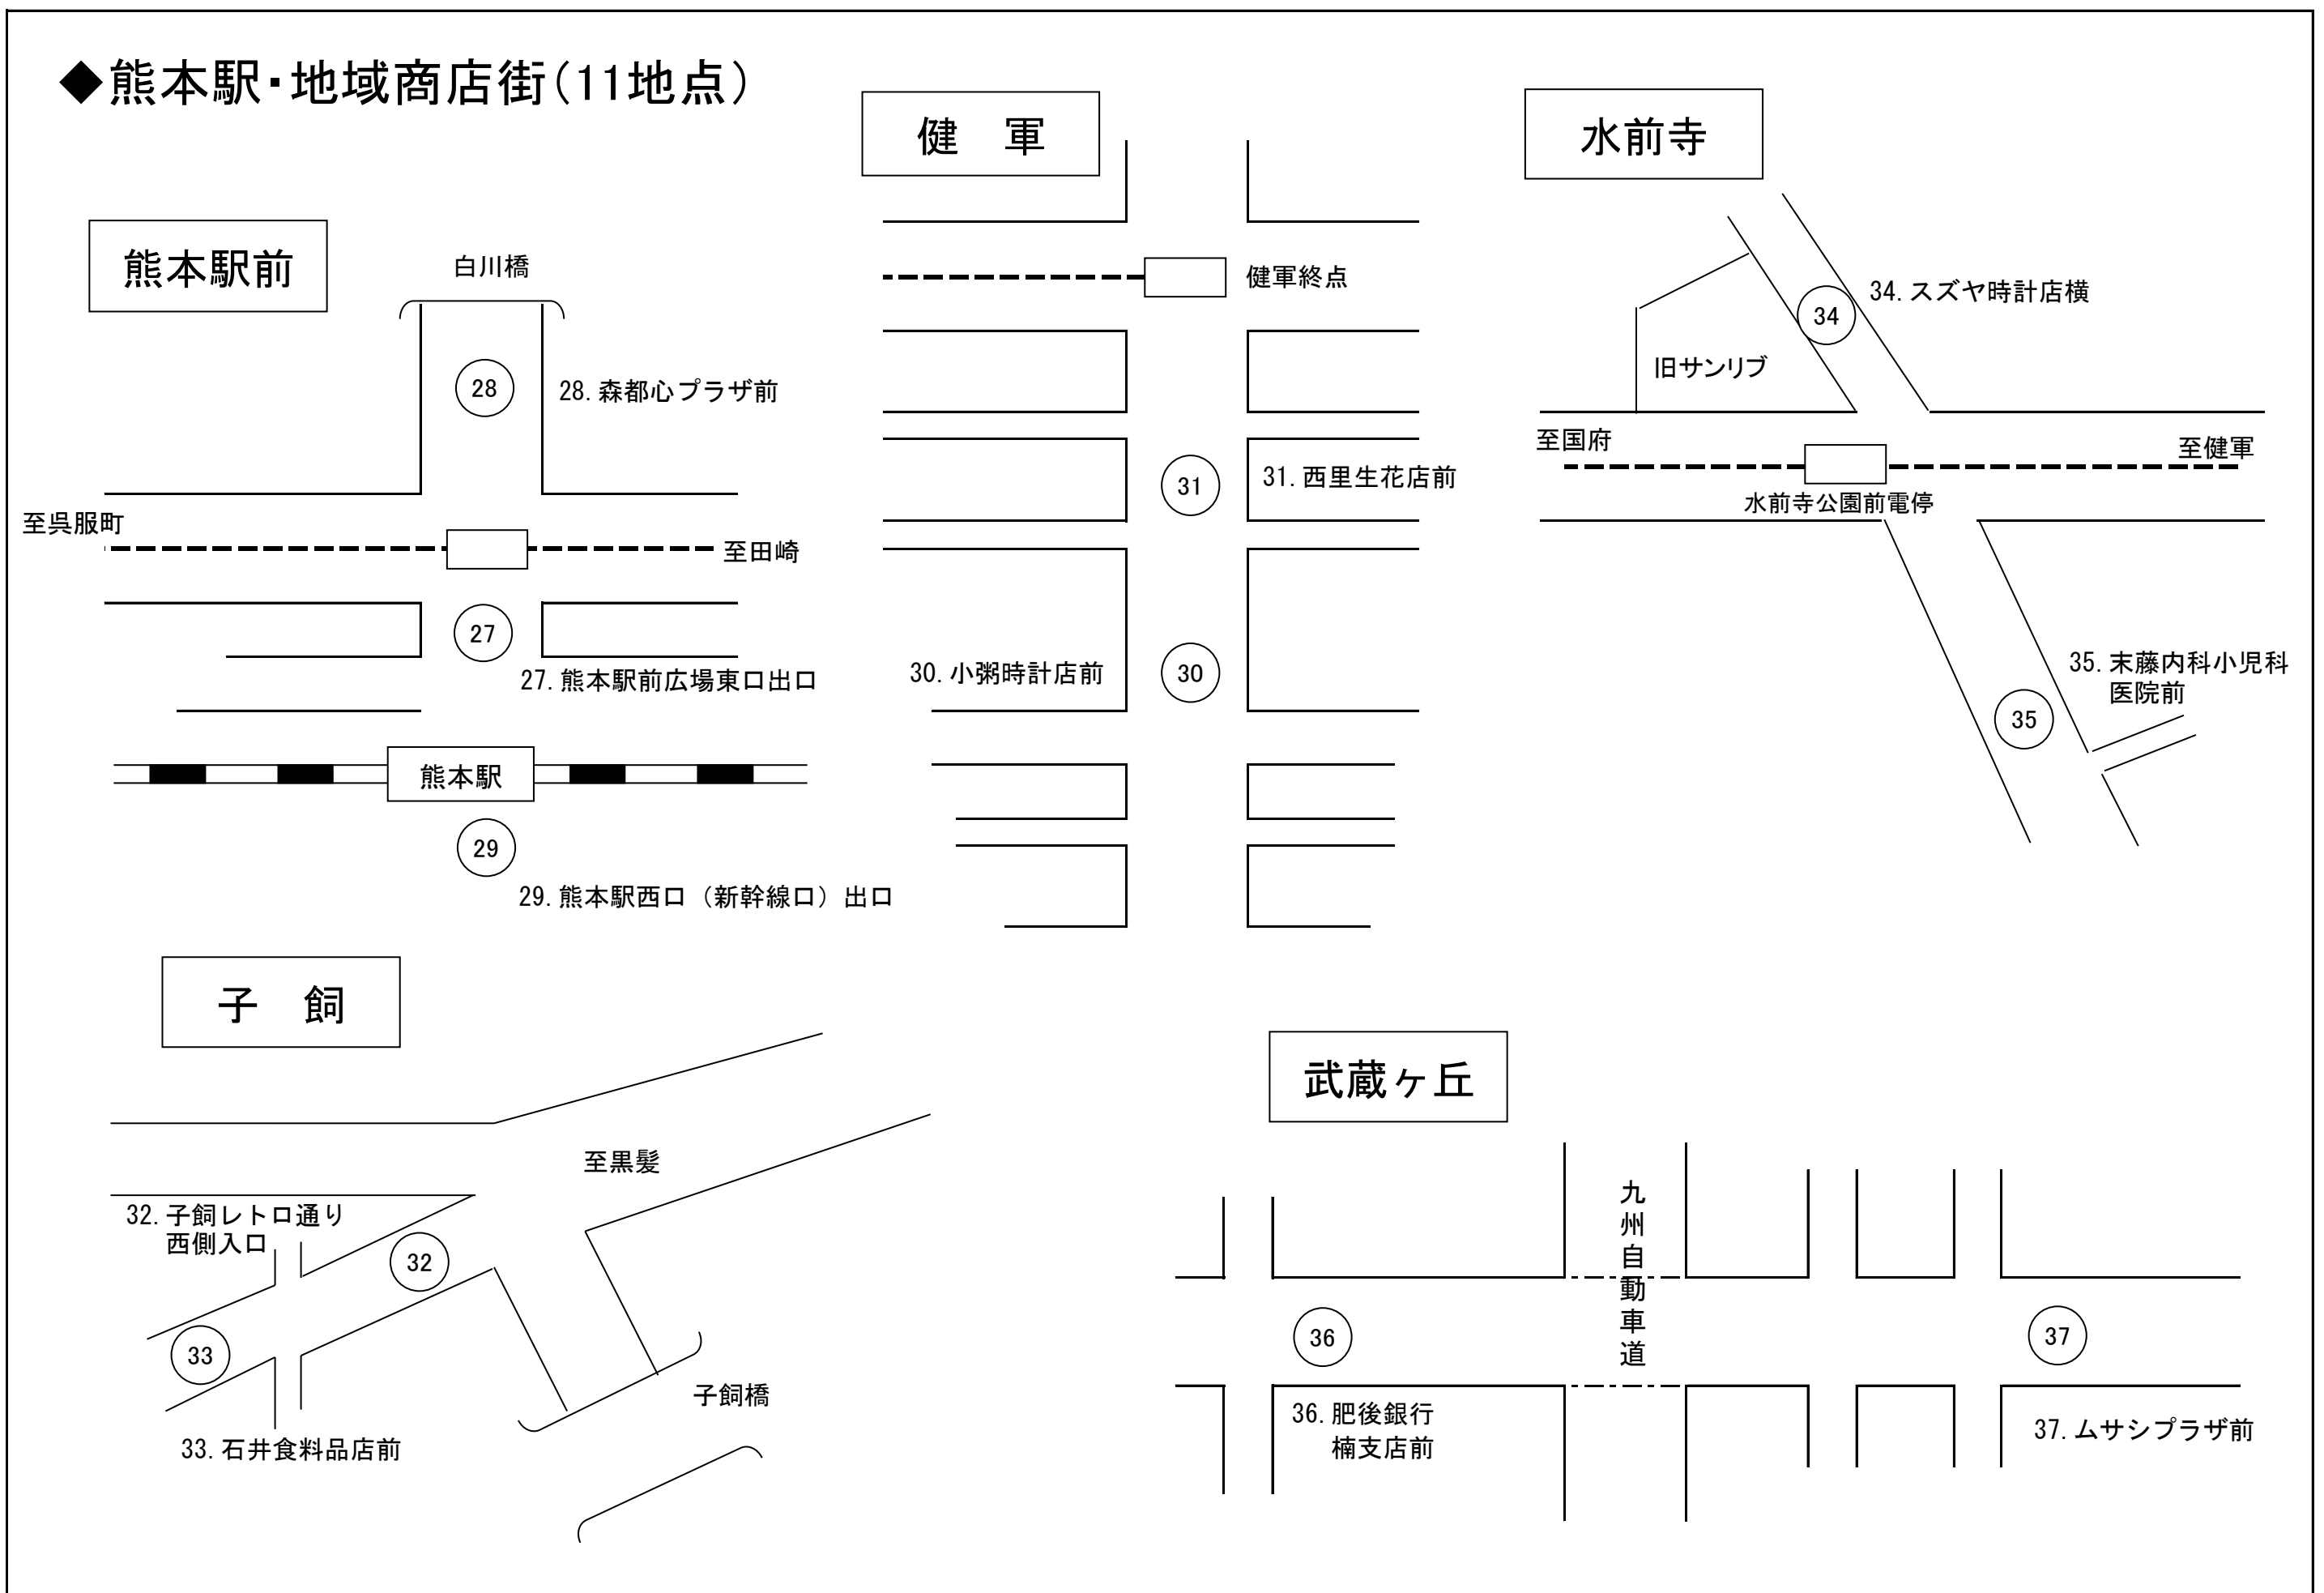 ◆熊本駅・地域商店街(11地点)
熊本駅前
白川橋
28
28.森都心プラザ前
至呉服町
至田崎
27
27.熊本駅前広場東口出口
熊本駅
29
29.熊本駅西口（新幹線口）出口
健　軍
健軍終点
31
31.西里生花店前
30.小粥時計店前
30
水前寺
34
34.スズヤ時計店横
旧サンリブ
至国府
至健軍
水前寺公園前電停
35.末藤内科小児科
医院前
35
子　飼
至黒髪
32.子飼レトロ通り
西側入口
32
33
33.石井食料品店前
子飼橋
武蔵ヶ丘
九州自動車道
36
37
36.肥後銀行
楠支店前
37.ムサシプラザ前